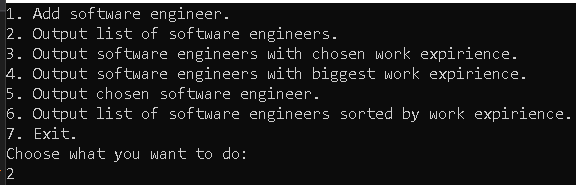 1. Add software engineer.
2. Output list of software engineers.
3. Output software engineers with chosen work expirience.
4. Output software engineers with biggest work expirience.
5. Output chosen software engineer.
6. Output list of software engineers sorted by work expirience.
7. Exit.
Choose what you want to do:
2